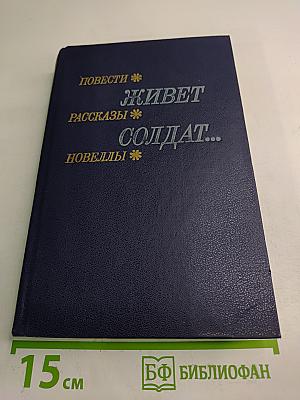 ПОВЕСТИ *
ЖИВЕТ
РАССКАЗЫ *
СОЛДАТ...
НОВЕЛЛЫ *
15 см
БФ БИБЛИОФАН